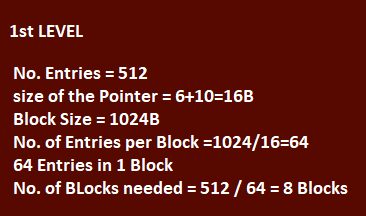 1st LEVEL
No. Entries = 512
size of the Pointer = 6+10=16B
Block Size = 1024B
No. of Entries per Block =1024/16=64
64 Entries in 1 Block
No. of BLocks needed = 512 / 64 = 8 Blocks